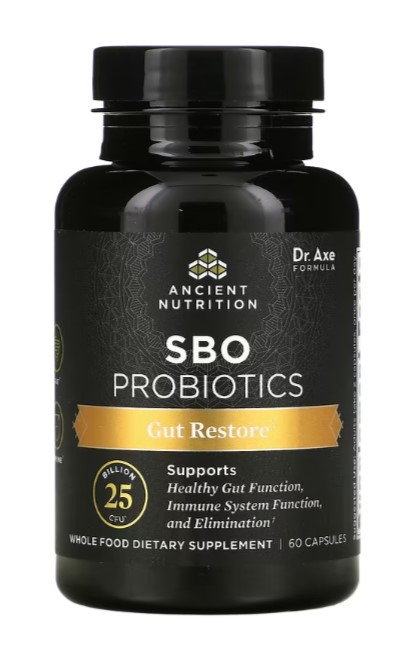 Dr. Axe
FORMULA
ANCIENT
NUTRITION
SBO
PROBIOTICS
Gut Restore
BILLION
25
CFU*
Supports
Healthy Gut Function,
Immune System Function,
and Elimination†
WHOLE FOOD DIETARY SUPPLEMENT | 60 CAPSULES